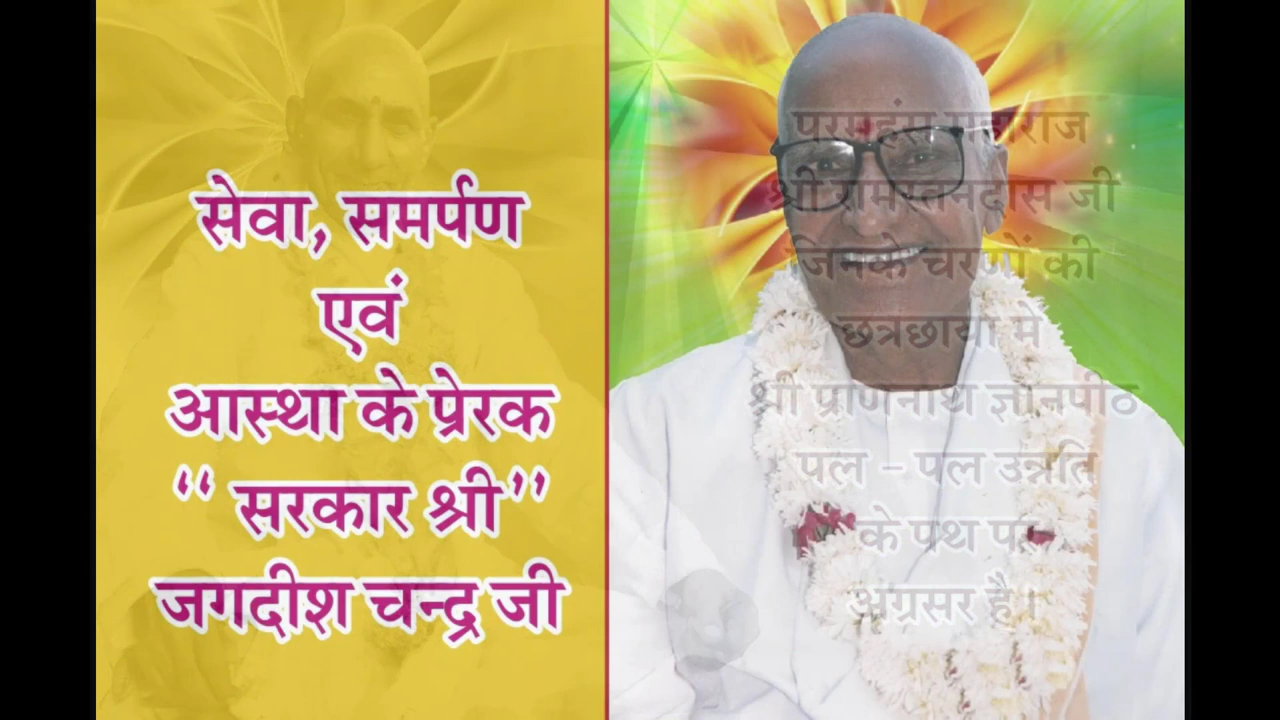 सेवा, समर्पण
एवं
आस्था के प्रेरक
“ सरकार श्री”
जगदीश चन्द्र जी
परमहंस महाराज
श्री रामरतनदास जी
जिनके चरणों की
छत्रछाया में
श्री प्राणनाथ ज्ञानपीठ
पल - पल उन्नति
के पथ पर
अग्रसर है।